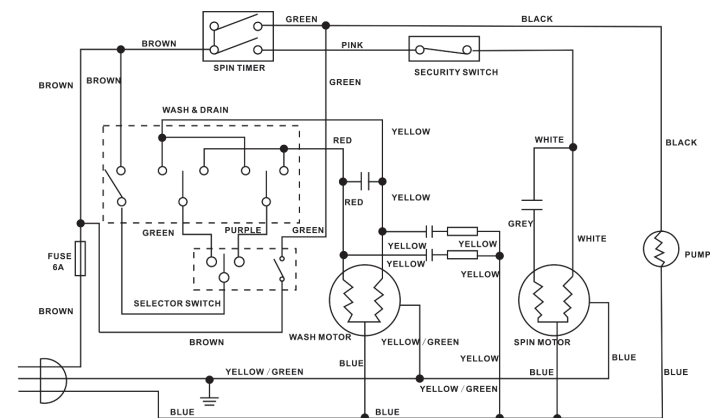 GREEN
BLACK
BROWN
PINK
SPIN TIMER
SECURITY SWITCH
BROWN
BROWN
GREEN
WASH & DRAIN
YELLOW
RED
WHITE
BLACK
YELLOW
RED
GREY
GREEN
PURPLE
GREEN
YELLOW
YELLOW
WHITE
FUSE
6A
YELLOW
YELLOW
PUMP
SELECTOR SWITCH
BROWN
WASH MOTOR
YELLOW / GREEN
SPIN MOTOR
BROWN
BLUE
YELLOW
BLUE
BLUE
BLUE
YELLOW / GREEN
YELLOW / GREEN
BLUE
BLUE